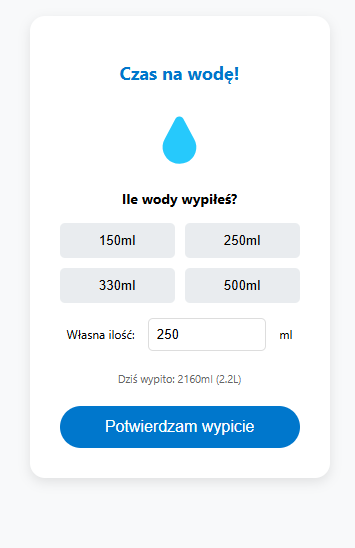 Czas na wodę!
Ile wody wypiłeś?
150ml 250ml
330ml 500ml
Własna ilość: 250 ml
Dziś wypito: 2160ml (2.2L)
Potwierdzam wypicie